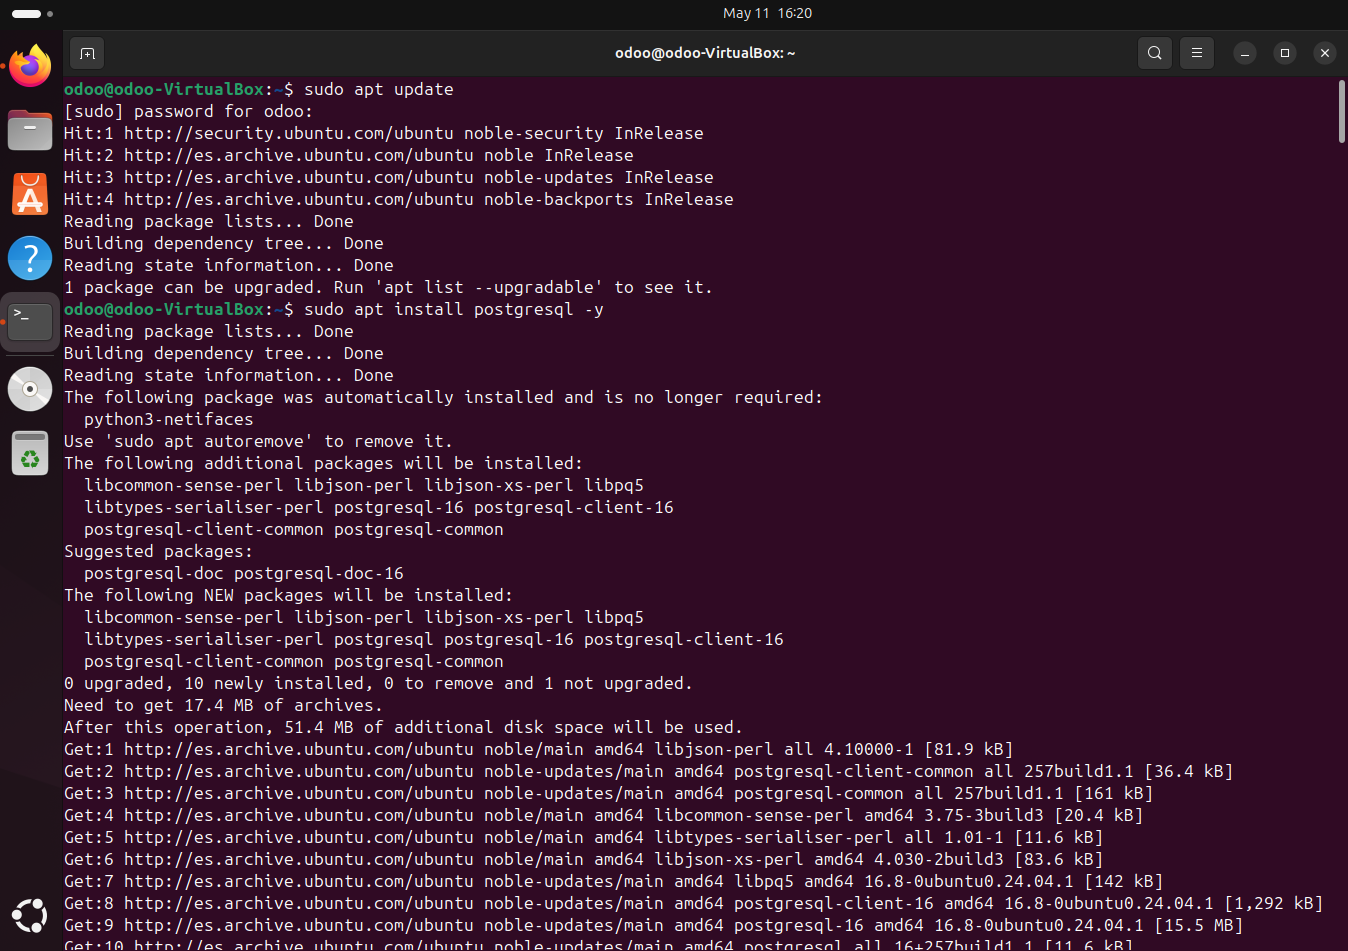 May 11 16:20
odoo@odoo-VirtualBox: ~
odoo@odoo-VirtualBox:~$ sudo apt update
[sudo] password for odoo:
Hit:1 http://security.ubuntu.com/ubuntu noble-security InRelease
Hit:2 http://es.archive.ubuntu.com/ubuntu noble InRelease
Hit:3 http://es.archive.ubuntu.com/ubuntu noble-updates InRelease
Hit:4 http://es.archive.ubuntu.com/ubuntu noble-backports InRelease
Reading package lists... Done
Building dependency tree... Done
Reading state information... Done
1 package can be upgraded. Run 'apt list --upgradable' to see it.
odoo@odoo-VirtualBox:~$ sudo apt install postgresql -y
Reading package lists... Done
Building dependency tree... Done
Reading state information... Done
The following package was automatically installed and is no longer required:
  python3-netifaces
Use 'sudo apt autoremove' to remove it.
The following additional packages will be installed:
  libcommon-sense-perl libjson-perl libjson-xs-perl libpq5
  libtypes-serialiser-perl postgresql-16 postgresql-client-16
  postgresql-client-common postgresql-common
Suggested packages:
  postgresql-doc postgresql-doc-16
The following NEW packages will be installed:
  libcommon-sense-perl libjson-perl libjson-xs-perl libpq5
  libtypes-serialiser-perl postgresql postgresql-16 postgresql-client-16
  postgresql-client-common postgresql-common
0 upgraded, 10 newly installed, 0 to remove and 1 not upgraded.
Need to get 17.4 MB of archives.
After this operation, 51.4 MB of additional disk space will be used.
Get:1 http://es.archive.ubuntu.com/ubuntu noble/main amd64 libjson-perl all 4.10000-1 [81.9 kB]
Get:2 http://es.archive.ubuntu.com/ubuntu noble-updates/main amd64 postgresql-client-common all 257build1.1 [36.4 kB]
Get:3 http://es.archive.ubuntu.com/ubuntu noble-updates/main amd64 postgresql-common all 257build1.1 [161 kB]
Get:4 http://es.archive.ubuntu.com/ubuntu noble/main amd64 libcommon-sense-perl amd64 3.75-3build3 [20.4 kB]
Get:5 http://es.archive.ubuntu.com/ubuntu noble/main amd64 libtypes-serialiser-perl all 1.01-1 [11.6 kB]
Get:6 http://es.archive.ubuntu.com/ubuntu noble/main amd64 libjson-xs-perl amd64 4.030-2build3 [83.6 kB]
Get:7 http://es.archive.ubuntu.com/ubuntu noble-updates/main amd64 libpq5 amd64 16.8-0ubuntu0.24.04.1 [142 kB]
Get:8 http://es.archive.ubuntu.com/ubuntu noble-updates/main amd64 postgresql-client-16 amd64 16.8-0ubuntu0.24.04.1 [1,292 kB]
Get:9 http://es.archive.ubuntu.com/ubuntu noble-updates/main amd64 postgresql-16 amd64 16.8-0ubuntu0.24.04.1 [15.5 MB]
Get:10 http://es.archive.ubuntu.com/ubuntu noble-updates/main amd64 postgresql all 16+257build1.1 [11.6 kB]